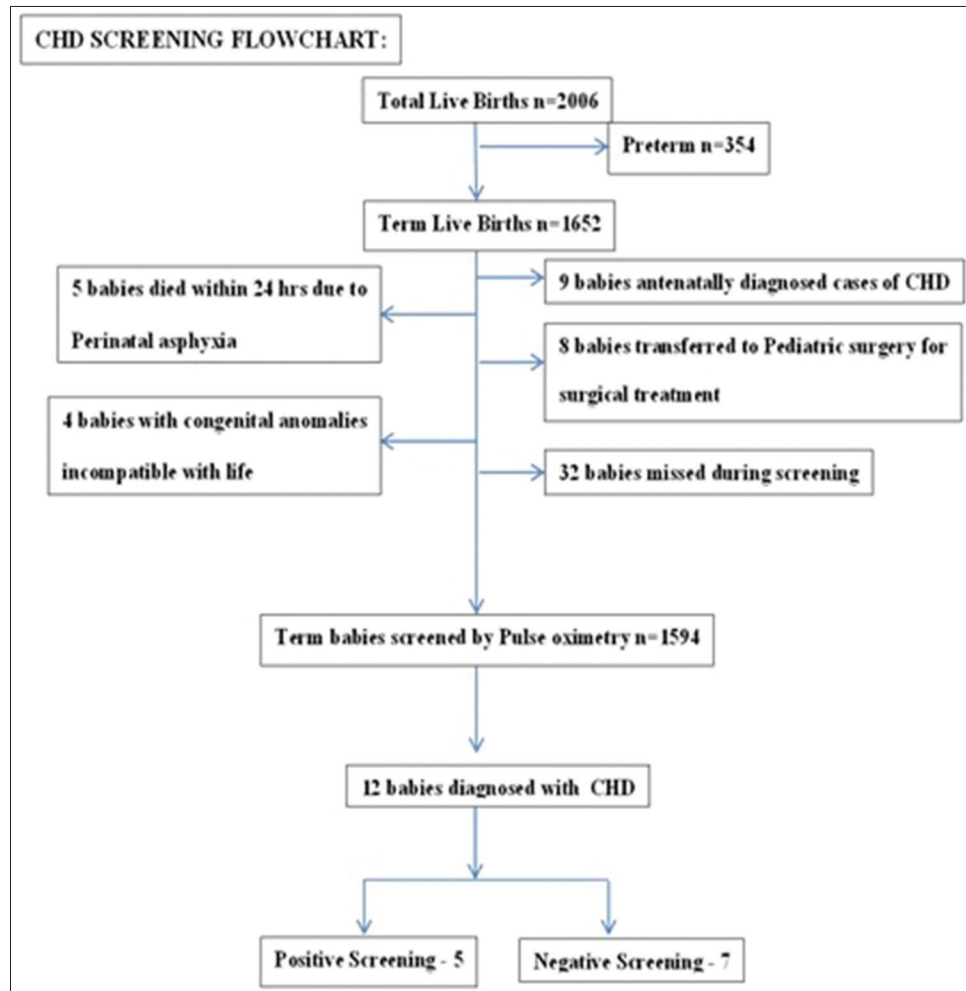 CHD SCREENING FLOWCHART:
Total Live Births n=2006
Preterm n=354
Term Live Births n=1652
5 babies died within 24 hrs due to
Perinatal asphyxia
9 babies antenatally diagnosed cases of CHD
8 babies transferred to Pediatric surgery for
surgical treatment
4 babies with congenital anomalies
incompatible with life
32 babies missed during screening
Term babies screened by Pulse oximetry n=1594
12 babies diagnosed with CHD
Positive Screening - 5
Negative Screening - 7